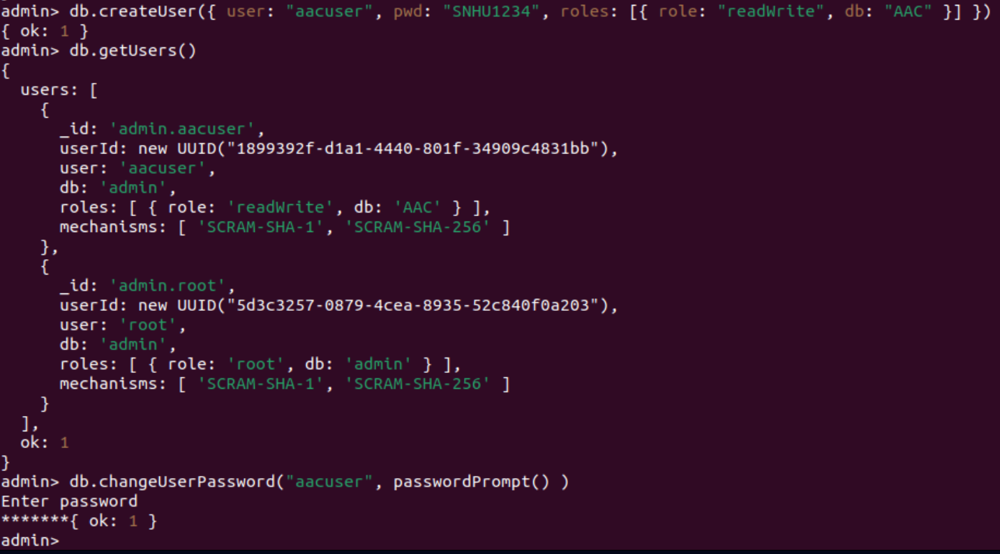 admin> db.createUser({ user: "aacuser", pwd: "SNHU1234", roles: [{ role: "readWrite", db: "AAC" }] })
{ ok: 1 }
admin> db.getUsers()
{
  users: [
    {
      _id: 'admin.aacuser',
      userId: new UUID("1899392f-d1a1-4440-801f-34909c4831bb"),
      user: 'aacuser',
      db: 'admin',
      roles: [ { role: 'readWrite', db: 'AAC' } ],
      mechanisms: [ 'SCRAM-SHA-1', 'SCRAM-SHA-256' ]
    },
    {
      _id: 'admin.root',
      userId: new UUID("5d3c3257-0879-4cea-8935-52c840f0a203"),
      user: 'root',
      db: 'admin',
      roles: [ { role: 'root', db: 'admin' } ],
      mechanisms: [ 'SCRAM-SHA-1', 'SCRAM-SHA-256' ]
    }
  ],
  ok: 1
}
admin> db.changeUserPassword("aacuser", passwordPrompt() )
Enter password
*******{ ok: 1 }
admin>